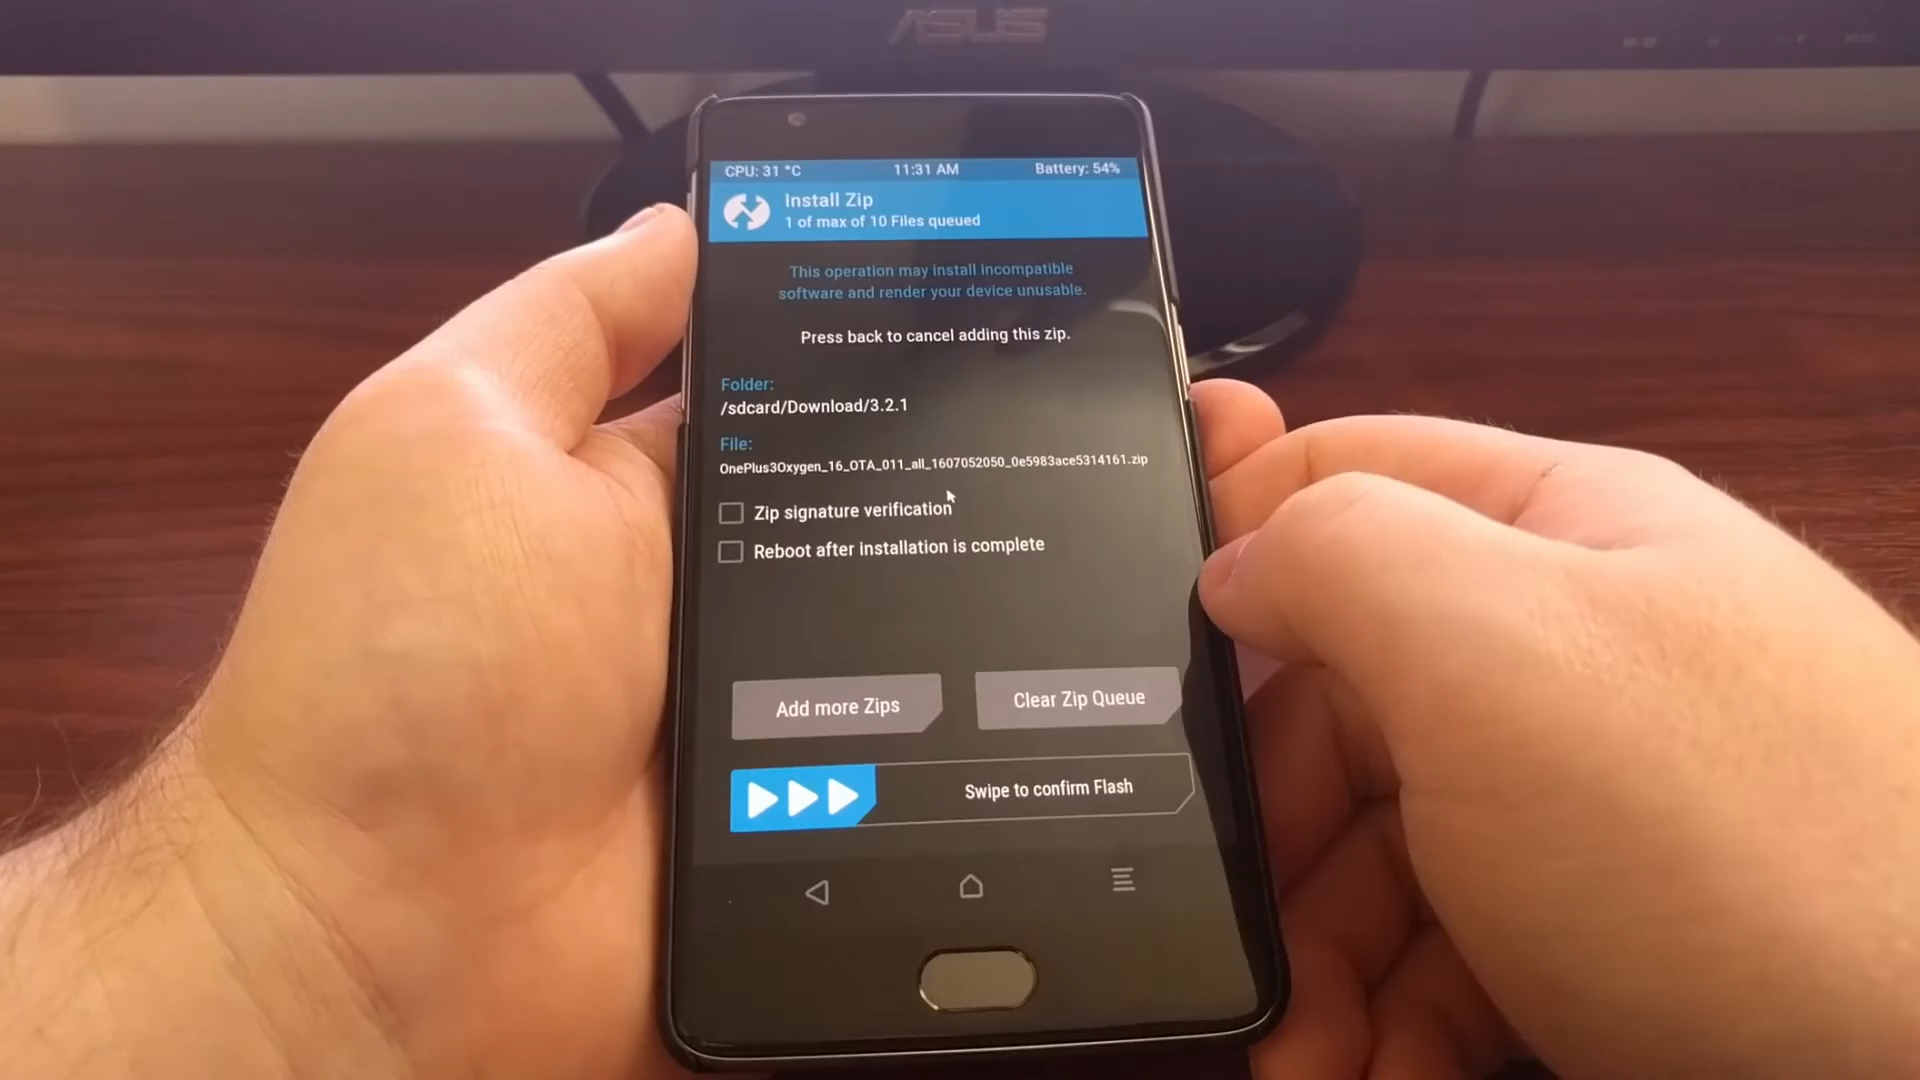 ASUS
CPU: 31 °C 11:31 AM Battery: 54%
Install Zip
1 of max of 10 Files queued
This operation may install incompatible
software and render your device unusable.
Press back to cancel adding this zip.
Folder:
/sdcard/Download/3.2.1
File:
OnePlus3Oxygen_16_OTA_011_all_1607052050_0e5983ace5314161.zip
Zip signature verification
Reboot after installation is complete
Add more Zips Clear Zip Queue
Swipe to confirm Flash